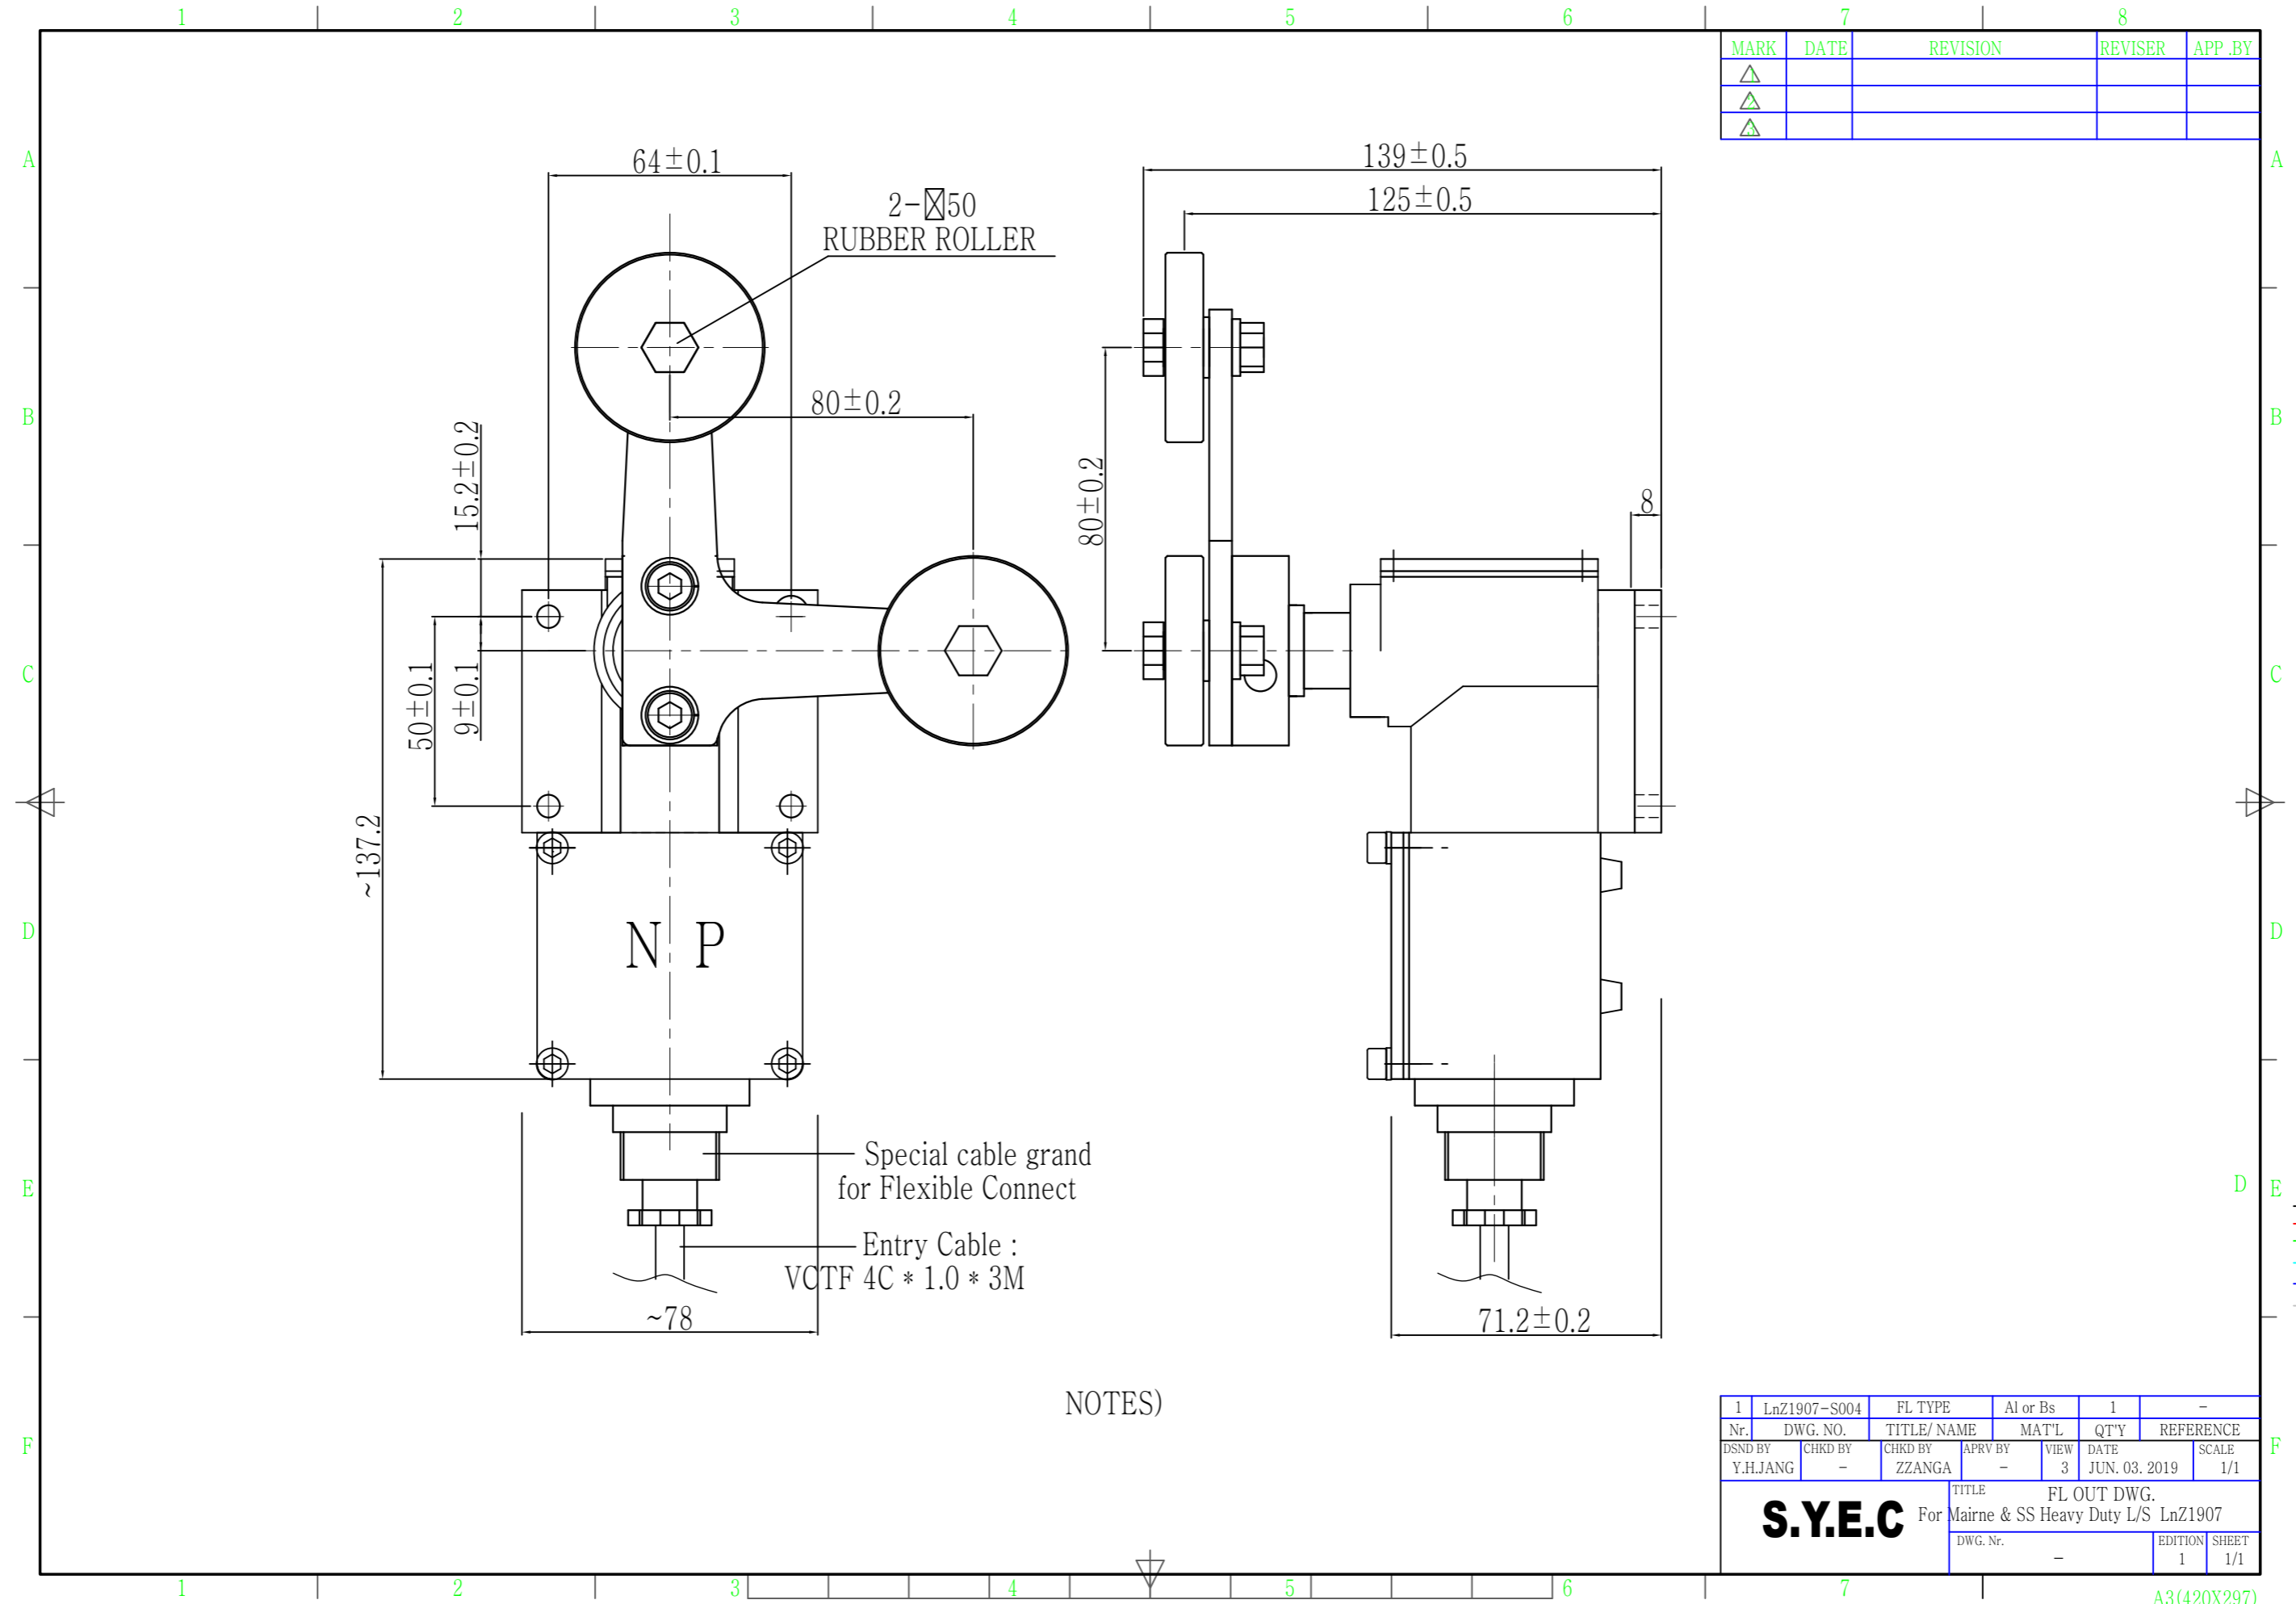 1 2 3 4 5 6 7 8
MARK DATE REVISION REVISER APP .BY
1
2
3
A A
64±0.1
139±0.5
125±0.5
2-☒50
RUBBER ROLLER
B B
80±0.2
15.2±0.2
80±0.2
8
C C
50±0.1
9±0.1
~137.2
D D
N P
Special cable grand
for Flexible Connect
E D E
Entry Cable :
VCTF 4C * 1.0 * 3M
~78
71.2±0.2
NOTES)
F F
1 LnZ1907-S004 FL TYPE Al or Bs 1 -
Nr. DWG. NO. TITLE/ NAME MAT'L QT'Y REFERENCE
DSND BY CHKD BY CHKD BY APRV BY VIEW DATE SCALE
Y.H.JANG - ZZANGA - 3 JUN. 03. 2019 1/1
TITLE FL OUT DWG.
S.Y.E.C For Mairne & SS Heavy Duty L/S LnZ1907
DWG. Nr. EDITION SHEET
- 1 1/1
1 2 3 4 5 6 7 A3(420X297)